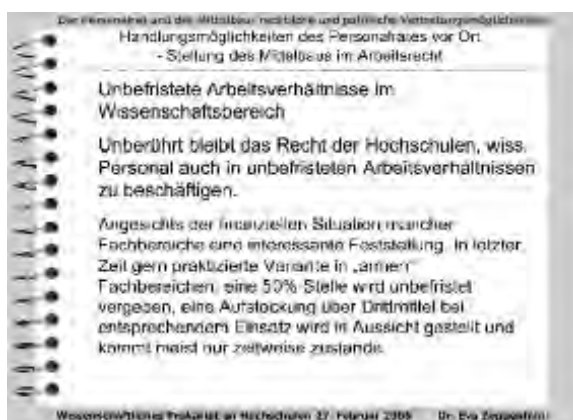 Der Personalrat und der Mittelbau: rechtliche und politische Vertretungsmöglichkeiten
Handlungsmöglichkeiten des Personalrates vor Ort
- Stellung des Mittelbaus im Arbeitsrecht
Unbefristete Arbeitsverhältnisse im
Wissenschaftsbereich
Unberührt bleibt das Recht der Hochschulen, wiss.
Personal auch in unbefristeten Arbeitsverhältnissen
zu beschäftigen.
Angesichts der finanziellen Situation mancher
Fachbereiche eine interessante Feststellung. In letzter
Zeit gern praktizierte Variante in „armen“
Fachbereichen, eine 50% Stelle wird unbefristet
vergeben, eine Aufstockung über Drittmittel bei
entsprechendem Einsatz wird in Aussicht gestellt und
kommt meist nur zeitweise zustande.
Wissenschaftliches Prekariat an Hochschulen 27. Februar Dr. Eva